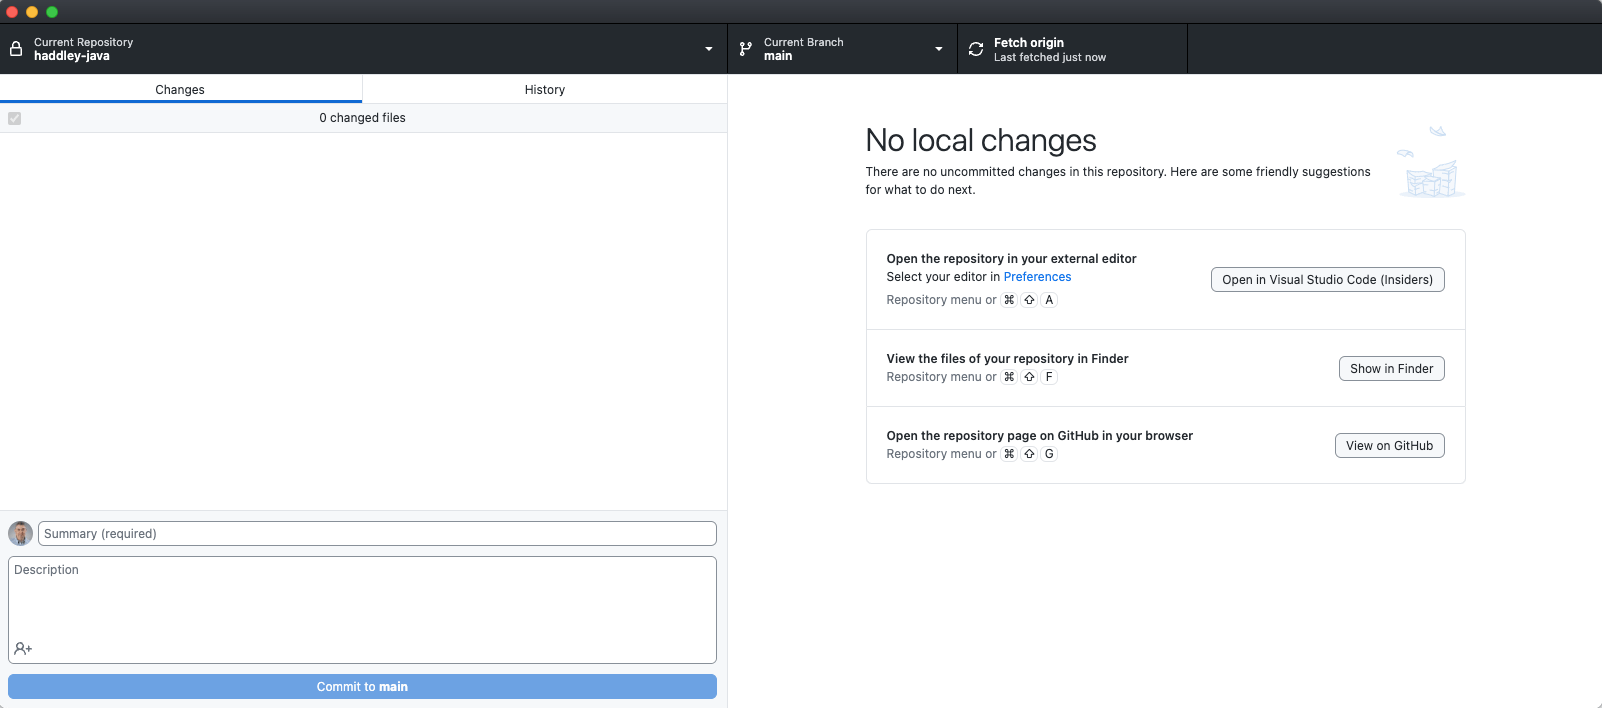 Current Repository
haddley-java
Current Branch
main
Fetch origin
Last fetched just now
Changes
History
0 changed files
No local changes
There are no uncommitted changes in this repository. Here are some friendly suggestions
for what to do next.
Open the repository in your external editor
Select your editor in Preferences
Repository menu or ⌘ ⇧ A
Open in Visual Studio Code (Insiders)
View the files of your repository in Finder
Repository menu or ⌘ ⇧ F
Show in Finder
Open the repository page on GitHub in your browser
Repository menu or ⌘ ⇧ G
View on GitHub
Summary (required)
Description
Commit to main